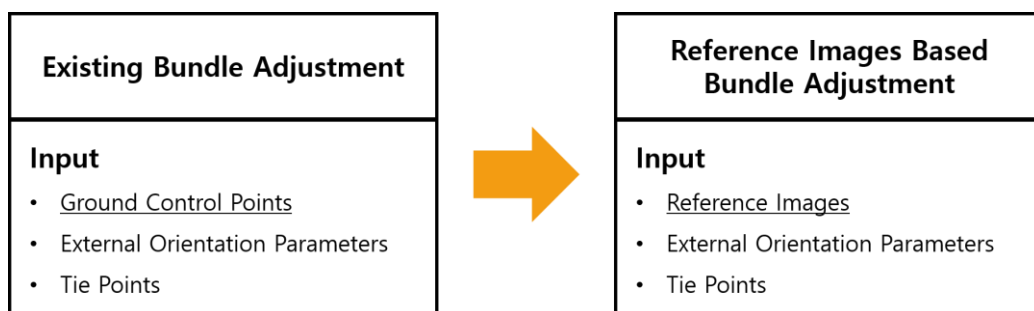 Existing Bundle Adjustment
Input
• Ground Control Points
• External Orientation Parameters
• Tie Points
Reference Images Based
Bundle Adjustment
Input
• Reference Images
• External Orientation Parameters
• Tie Points